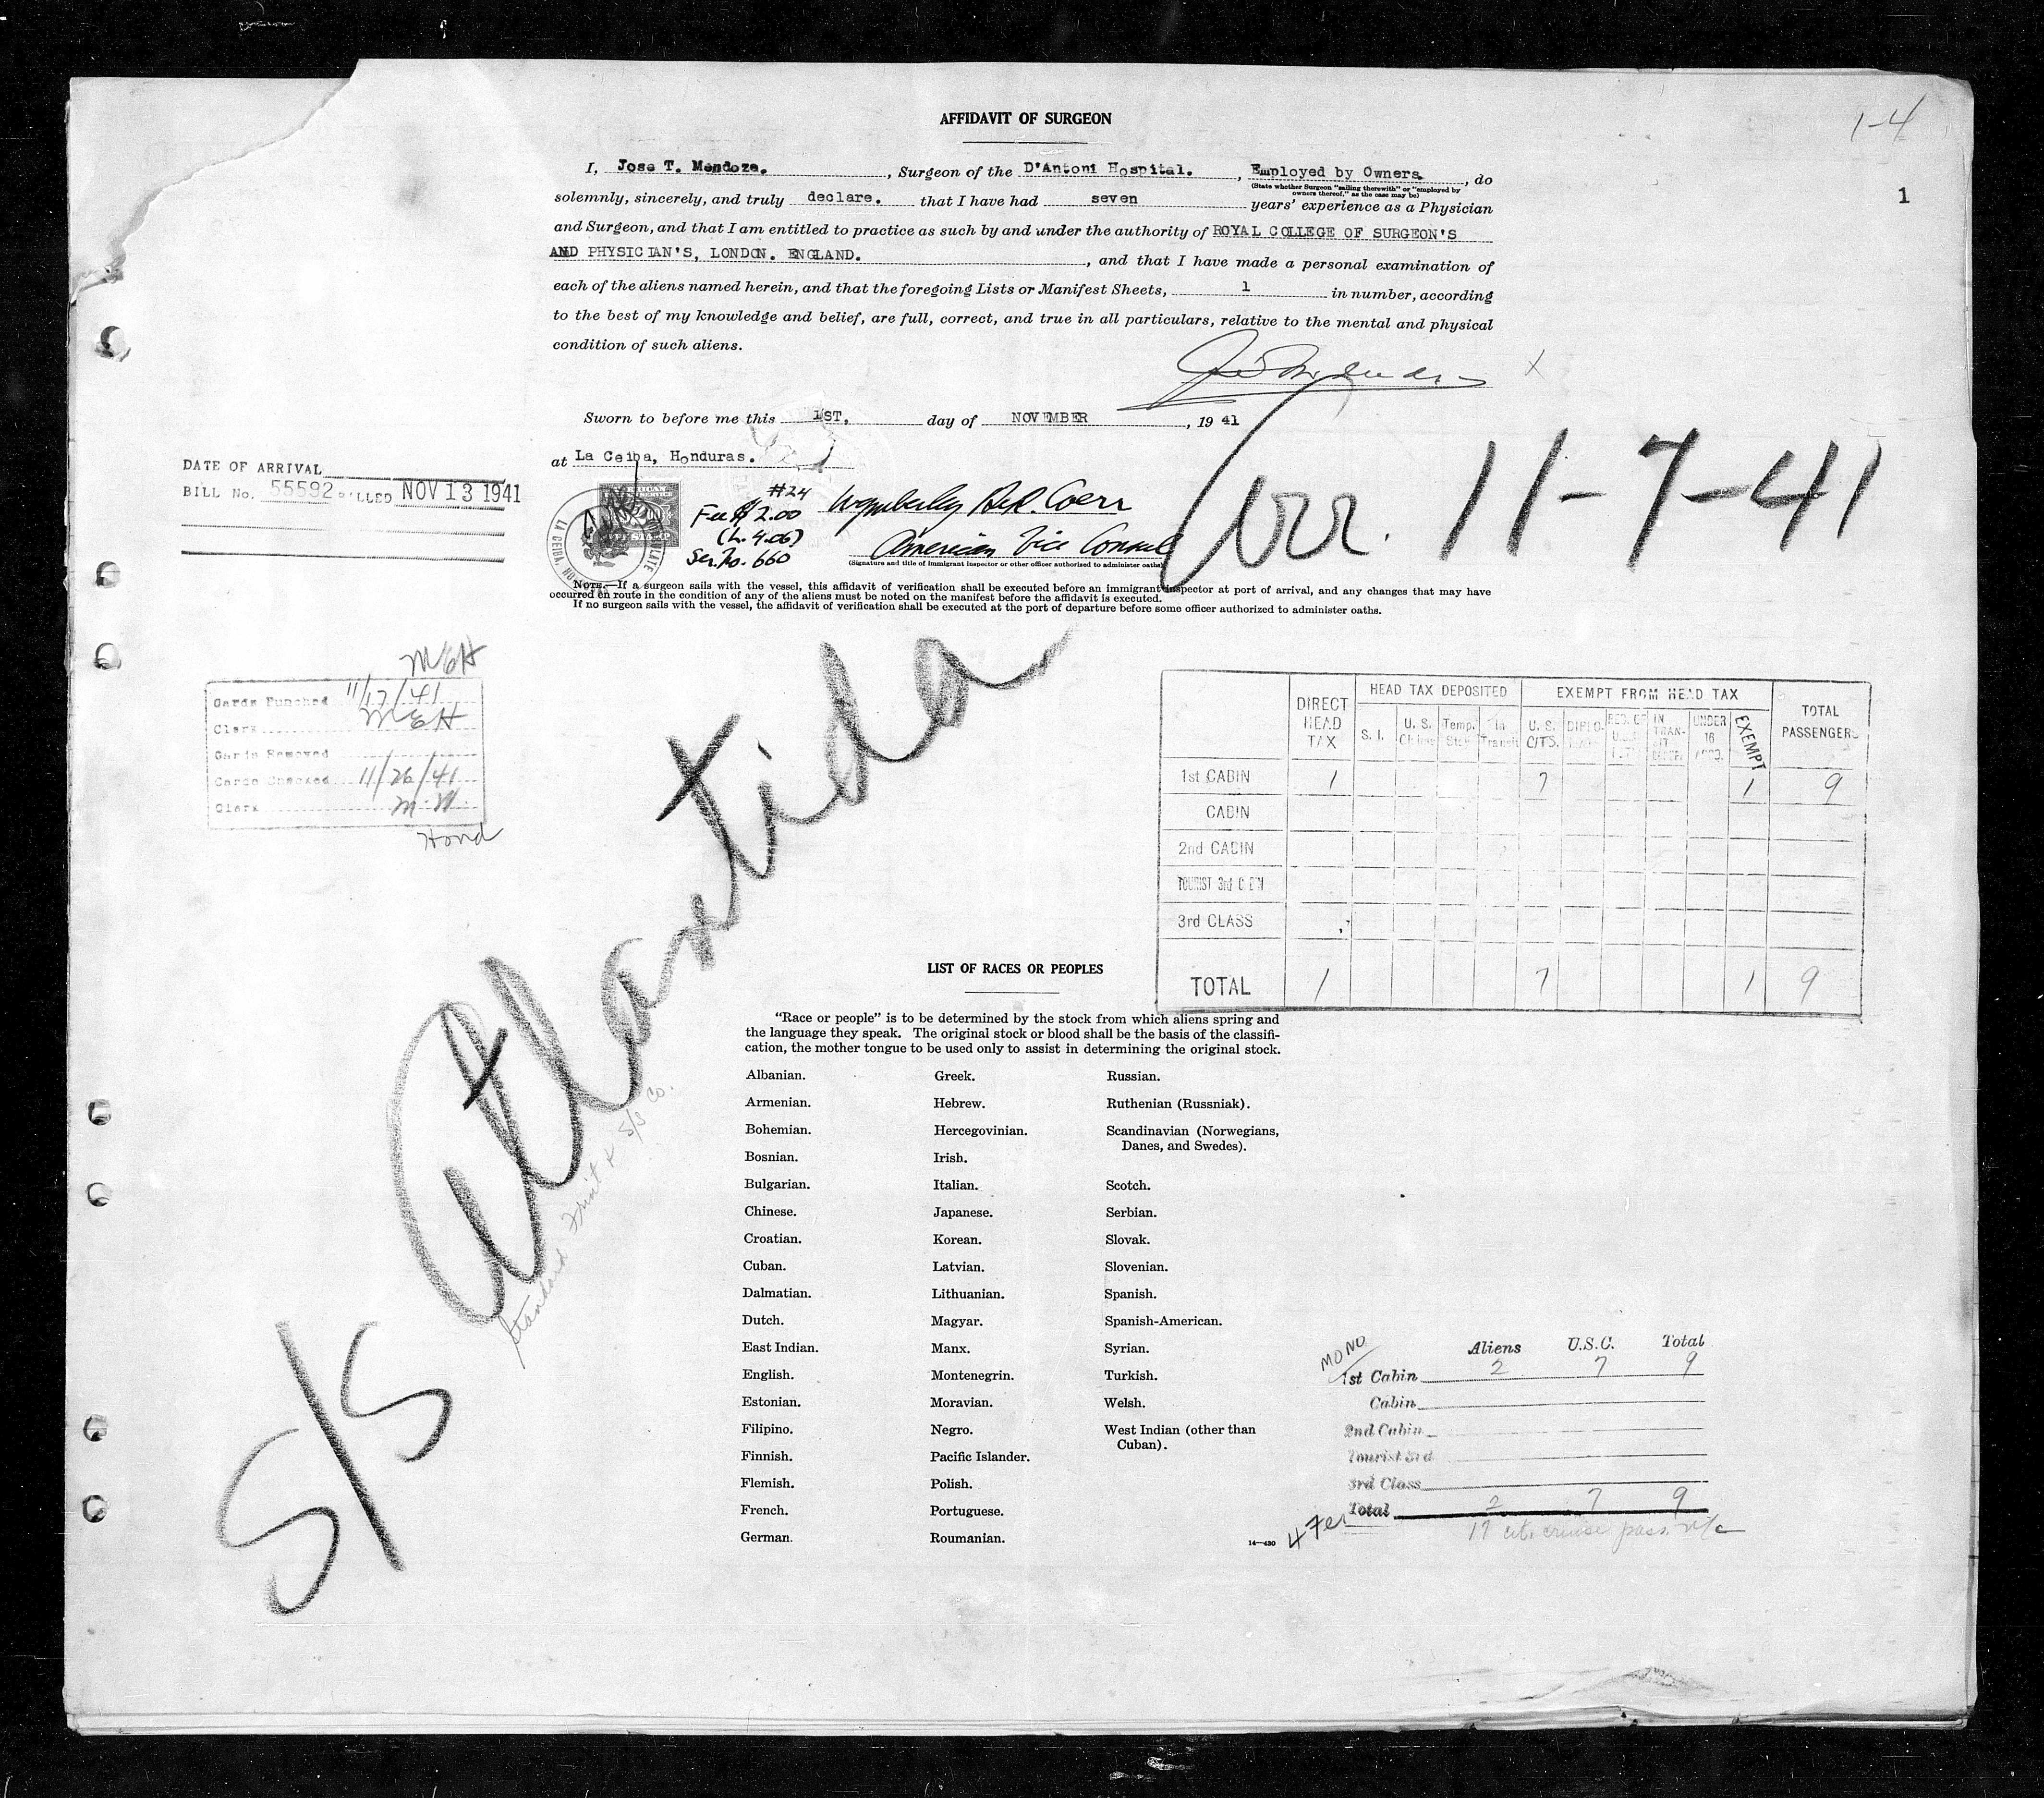 AFFIDAVIT OF SURGEON
1-4
1
I, Jose T. Mendoza. , Surgeon of the D'Antoni Hospital. , Employed by Owners , do
(State whether Surgeon "sailing therewith" or "employed by
owners thereof," as the case may be)
solemnly, sincerely, and truly declare. that I have had seven years' experience as a Physician
and Surgeon, and that I am entitled to practice as such by and under the authority of ROYAL COLLEGE OF SURGEON'S
AND PHYSICIAN'S, LONDON. ENGLAND. , and that I have made a personal examination of
each of the aliens named herein, and that the foregoing Lists or Manifest Sheets, 1 in number, according
to the best of my knowledge and belief, are full, correct, and true in all particulars, relative to the mental and physical
condition of such aliens.
X
Sworn to before me this 1ST. day of NOVEMBER , 19 41
at La Ceiba, Honduras.
Arr. 11-7-41
DATE OF ARRIVAL
BILL No. 55592 BILLED NOV 13 1941
#24
Fee $ 2.00
(L. 4.06)
Ser. No. 660
Wymberley DeR. Coerr
American Vice Consul
(Signature and title of immigrant inspector or other officer authorized to administer oaths)
NOTE.—If a surgeon sails with the vessel, this affidavit of verification shall be executed before an immigrant inspector at port of arrival, and any changes that may have
occurred en route in the condition of any of the aliens must be noted on the manifest before the affidavit is executed.
If no surgeon sails with the vessel, the affidavit of verification shall be executed at the port of departure before some officer authorized to administer oaths.
MEH
Cards Punched 11/17/41
Clerk MEH
Cards Removed
Cards Checked 11/26/41
Clerk M.W.
Hond
S/S Atlantida
Standard Fruit & S/S Co.
DIRECT HEAD TAX
HEAD TAX DEPOSITED
EXEMPT FROM HEAD TAX
TOTAL PASSENGERS
S. I. U. S. Temp. Stay In Transit U. S. CITS. IN TRANSIT UNDER 16 EXEMPT
1st CABIN 1 7 1 9
CABIN
2nd CABIN
TOURIST 3rd CABIN
3rd CLASS
TOTAL 1 7 1 9
LIST OF RACES OR PEOPLES
"Race or people" is to be determined by the stock from which aliens spring and
the language they speak. The original stock or blood shall be the basis of the classifi-
cation, the mother tongue to be used only to assist in determining the original stock.
Albanian.
Armenian.
Bohemian.
Bosnian.
Bulgarian.
Chinese.
Croatian.
Cuban.
Dalmatian.
Dutch.
East Indian.
English.
Estonian.
Filipino.
Finnish.
Flemish.
French.
German.
Greek.
Hebrew.
Hercegovinian.
Irish.
Italian.
Japanese.
Korean.
Latvian.
Lithuanian.
Magyar.
Manx.
Montenegrin.
Moravian.
Negro.
Pacific Islander.
Polish.
Portuguese.
Roumanian.
Russian.
Ruthenian (Russniak).
Scandinavian (Norwegians,
Danes, and Swedes).
Scotch.
Serbian.
Slovak.
Slovenian.
Spanish.
Spanish-American.
Syrian.
Turkish.
Welsh.
West Indian (other than
Cuban).
14—430
MONO
Aliens U.S.C. Total
1st Cabin 2 7 9
Cabin
2nd Cabin
Tourist 3rd
3rd Class
Total 2 7 9
17 cruise pass.